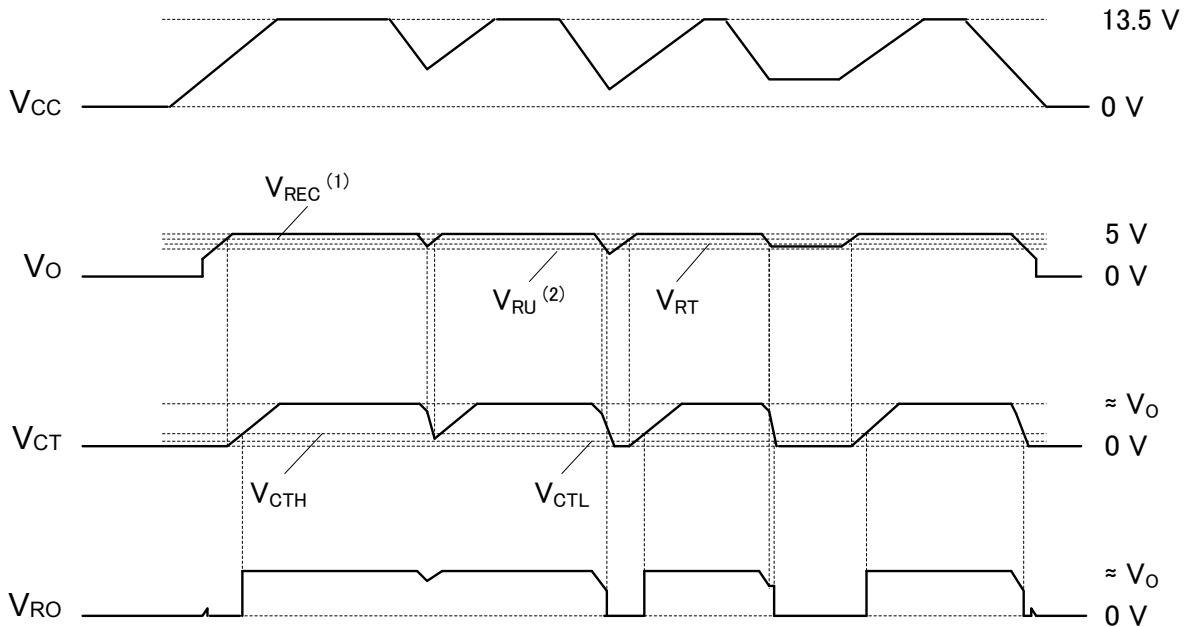 13.5 V
VCC
0 V
VREC (1)
5 V
VO
0 V
VRU (2)
VRT
≈ VO
VCT
0 V
VCTH
VCTL
≈ VO
VRO
0 V